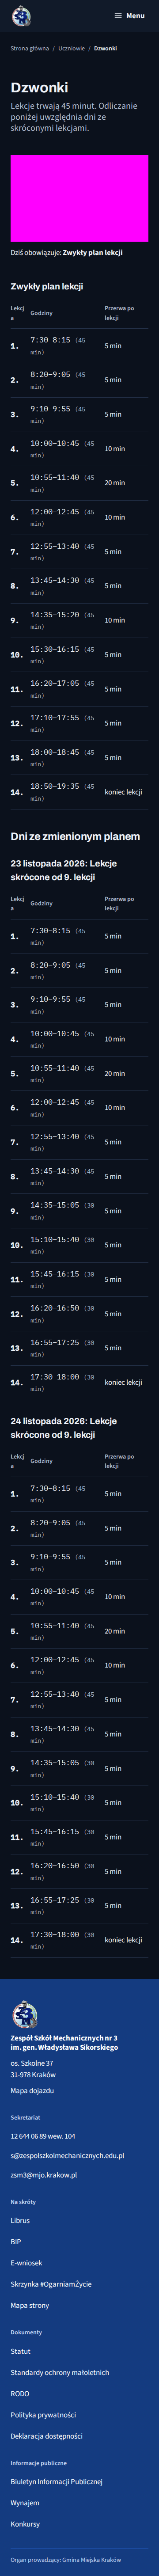 Menu
Strona główna / Uczniowie / Dzwonki
Dzwonki
Lekcje trwają 45 minut. Odliczanie
poniżej uwzględnia dni ze
skróconymi lekcjami.
Dziś obowiązuje: Zwykły plan lekcji
Zwykły plan lekcji
Lekcj
a Godziny Przerwa po
lekcji
1. 7:30–8:15 (45
min) 5 min
2. 8:20–9:05 (45
min) 5 min
3. 9:10–9:55 (45
min) 5 min
4. 10:00–10:45 (45
min) 10 min
5. 10:55–11:40 (45
min) 20 min
6. 12:00–12:45 (45
min) 10 min
7. 12:55–13:40 (45
min) 5 min
8. 13:45–14:30 (45
min) 5 min
9. 14:35–15:20 (45
min) 10 min
10. 15:30–16:15 (45
min) 5 min
11. 16:20–17:05 (45
min) 5 min
12. 17:10–17:55 (45
min) 5 min
13. 18:00–18:45 (45
min) 5 min
14. 18:50–19:35 (45
min) koniec lekcji
Dni ze zmienionym planem
23 listopada 2026: Lekcje
skrócone od 9. lekcji
Lekcj
a Godziny Przerwa po
lekcji
1. 7:30–8:15 (45
min) 5 min
2. 8:20–9:05 (45
min) 5 min
3. 9:10–9:55 (45
min) 5 min
4. 10:00–10:45 (45
min) 10 min
5. 10:55–11:40 (45
min) 20 min
6. 12:00–12:45 (45
min) 10 min
7. 12:55–13:40 (45
min) 5 min
8. 13:45–14:30 (45
min) 5 min
9. 14:35–15:05 (30
min) 5 min
10. 15:10–15:40 (30
min) 5 min
11. 15:45–16:15 (30
min) 5 min
12. 16:20–16:50 (30
min) 5 min
13. 16:55–17:25 (30
min) 5 min
14. 17:30–18:00 (30
min) koniec lekcji
24 listopada 2026: Lekcje
skrócone od 9. lekcji
Lekcj
a Godziny Przerwa po
lekcji
1. 7:30–8:15 (45
min) 5 min
2. 8:20–9:05 (45
min) 5 min
3. 9:10–9:55 (45
min) 5 min
4. 10:00–10:45 (45
min) 10 min
5. 10:55–11:40 (45
min) 20 min
6. 12:00–12:45 (45
min) 10 min
7. 12:55–13:40 (45
min) 5 min
8. 13:45–14:30 (45
min) 5 min
9. 14:35–15:05 (30
min) 5 min
10. 15:10–15:40 (30
min) 5 min
11. 15:45–16:15 (30
min) 5 min
12. 16:20–16:50 (30
min) 5 min
13. 16:55–17:25 (30
min) 5 min
14. 17:30–18:00 (30
min) koniec lekcji
Zespół Szkół Mechanicznych nr 3
im. gen. Władysława Sikorskiego
os. Szkolne 37
31-978 Kraków
Mapa dojazdu
Sekretariat
12 644 06 89 wew. 104
s@zespolszkolmechanicznych.edu.pl
zsm3@mjo.krakow.pl
Na skróty
Librus
BIP
E-wniosek
Skrzynka #OgarniamŻycie
Mapa strony
Dokumenty
Statut
Standardy ochrony małoletnich
RODO
Polityka prywatności
Deklaracja dostępności
Informacje publiczne
Biuletyn Informacji Publicznej
Wynajem
Konkursy
Organ prowadzący: Gmina Miejska Kraków